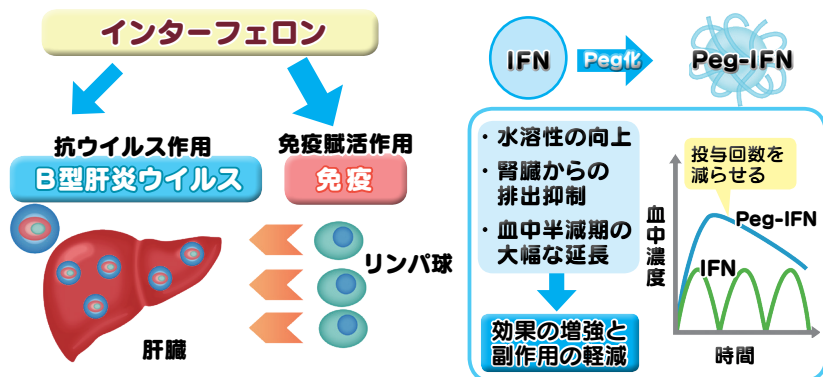 インターフェロン
抗ウイルス作用
B型肝炎ウイルス
免疫賦活作用
免疫
リンパ球
肝臓
IFN
Peg化
Peg-IFN
・水溶性の向上
・腎臓からの
排出抑制
・血中半減期の
大幅な延長
効果の増強と
副作用の軽減
投与回数を
減らせる
Peg-IFN
IFN
血中濃度
時間